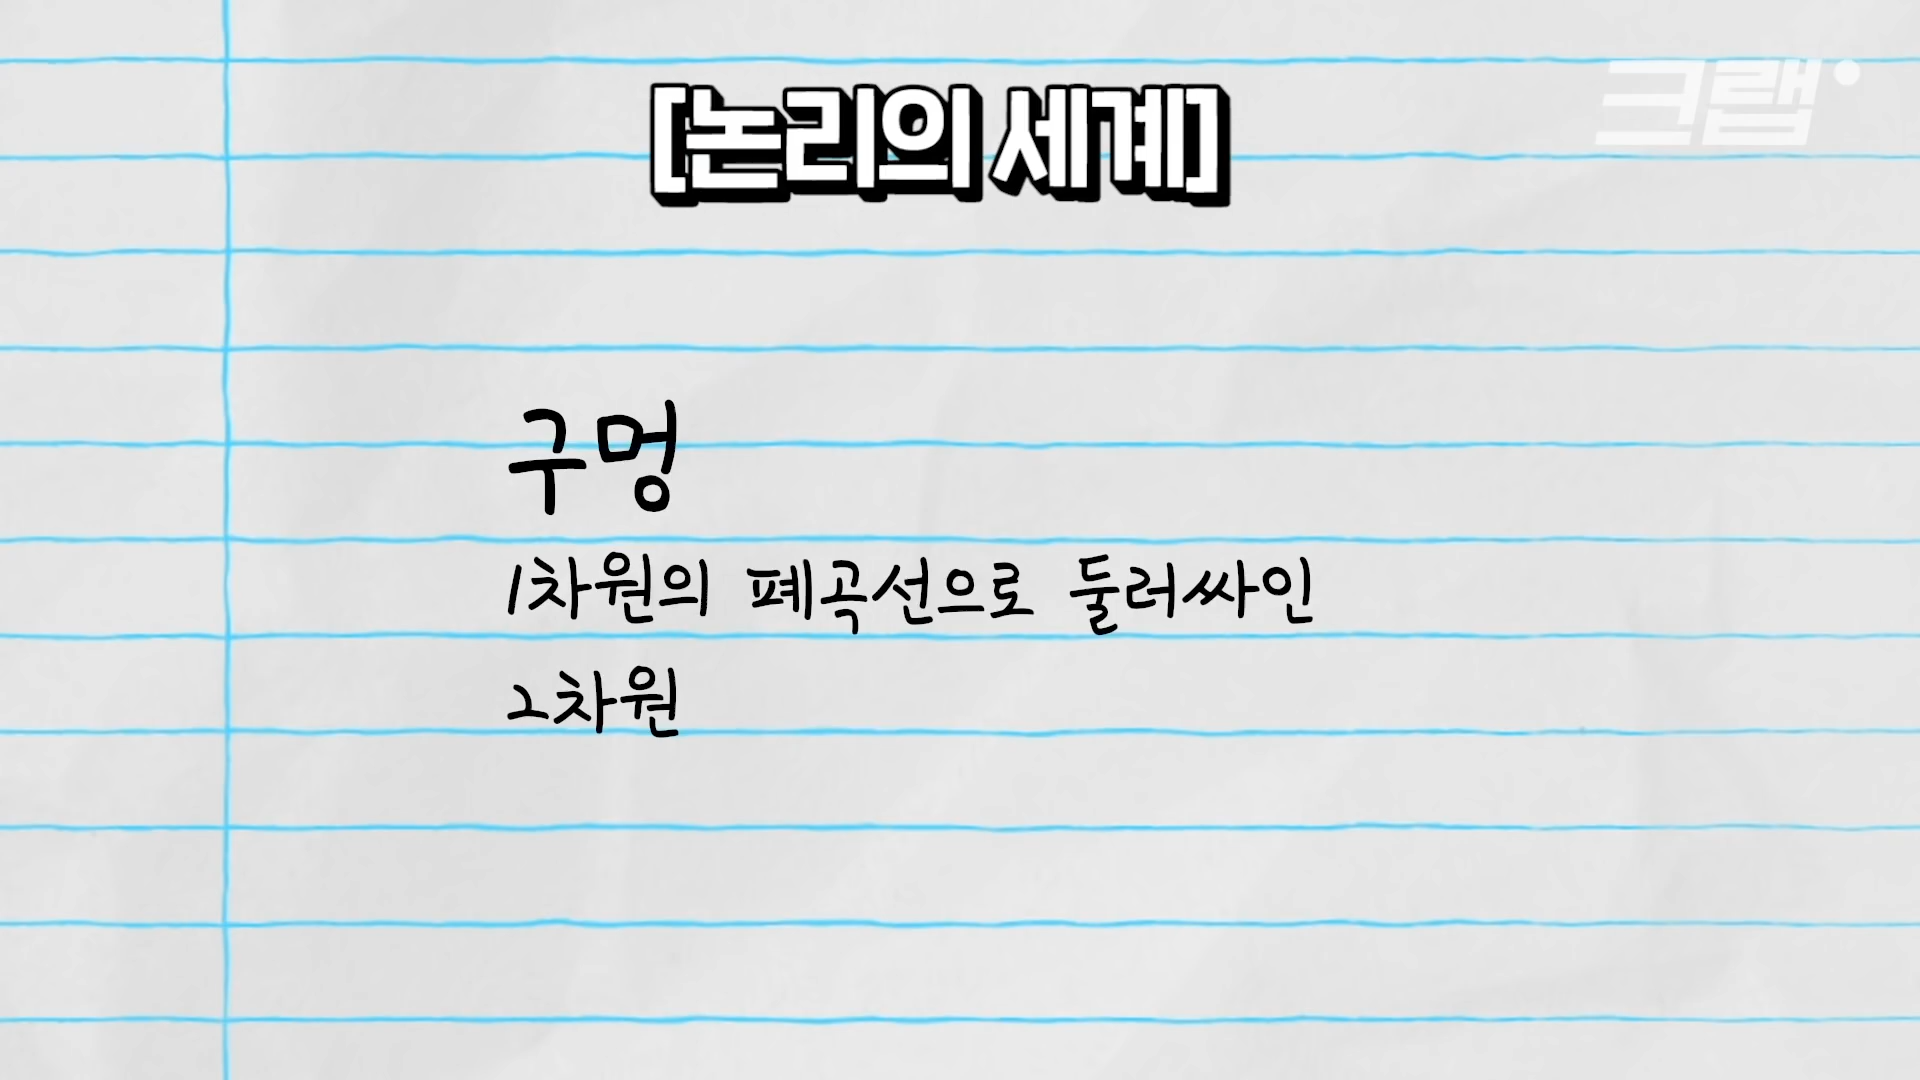 [논리의 세계]
크랩
구멍
1차원의 폐곡선으로 둘러싸인
2차원